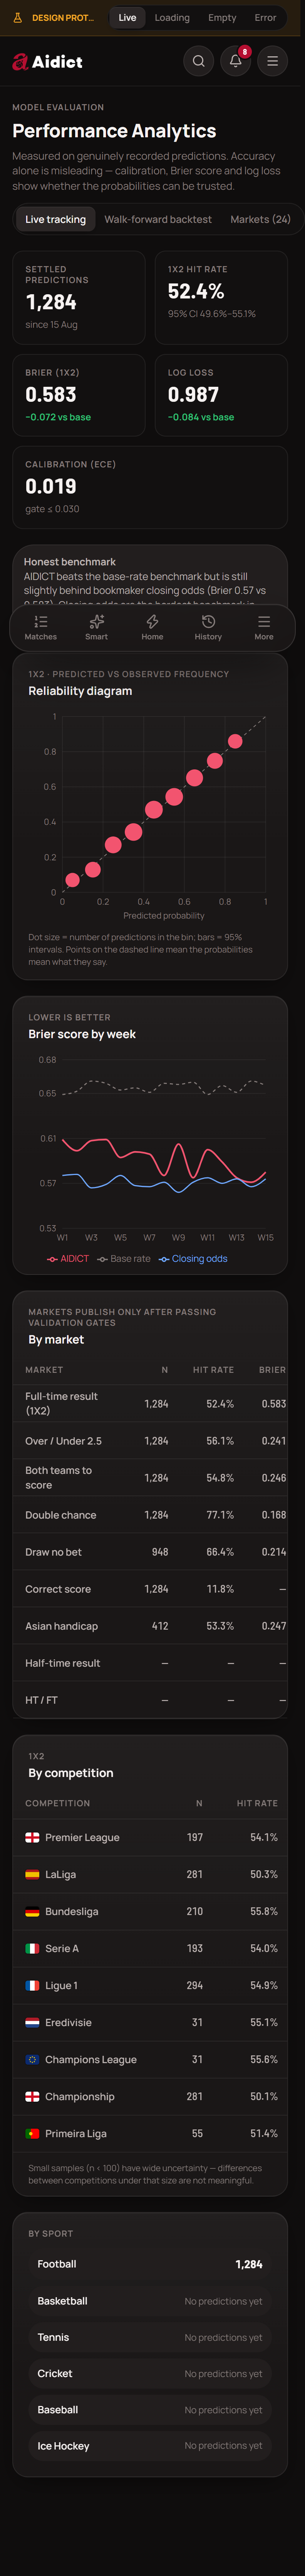 DESIGN PROT...
Live
Loading
Empty
Error
Aidict
8
MODEL EVALUATION
Performance Analytics
Measured on genuinely recorded predictions. Accuracy
alone is misleading — calibration, Brier score and log loss
show whether the probabilities can be trusted.
Live tracking
Walk-forward backtest
Markets (24)
SETTLED
PREDICTIONS
1,284
since 15 Aug
1X2 HIT RATE
52.4%
95% CI 49.6%–55.1%
BRIER (1X2)
0.583
−0.072 vs base
LOG LOSS
0.987
−0.084 vs base
CALIBRATION (ECE)
0.019
gate ≤ 0.030
Honest benchmark
AIDICT beats the base-rate benchmark but is still
slightly behind bookmaker closing odds (Brier 0.57 vs
Matches
Smart
Home
History
More
1X2 · PREDICTED VS OBSERVED FREQUENCY
Reliability diagram
1
0.8
0.6
0.4
0.2
0
0 0.2 0.4 0.6 0.8 1
Predicted probability
Dot size = number of predictions in the bin; bars = 95%
intervals. Points on the dashed line mean the probabilities
mean what they say.
LOWER IS BETTER
Brier score by week
0.68
0.65
0.61
0.57
0.53
W1 W3 W5 W7 W9 W11 W13 W15
AIDICT Base rate Closing odds
MARKETS PUBLISH ONLY AFTER PASSING
VALIDATION GATES
By market
MARKET N HIT RATE BRIER
Full-time result
(1X2) 1,284 52.4% 0.583
Over / Under 2.5 1,284 56.1% 0.241
Both teams to
score 1,284 54.8% 0.246
Double chance 1,284 77.1% 0.168
Draw no bet 948 66.4% 0.214
Correct score 1,284 11.8% —
Asian handicap 412 53.3% 0.247
Half-time result — — —
HT / FT — — —
1X2
By competition
COMPETITION N HIT RATE
Premier League 197 54.1%
LaLiga 281 50.3%
Bundesliga 210 55.8%
Serie A 193 54.0%
Ligue 1 294 54.9%
Eredivisie 31 55.1%
Champions League 31 55.6%
Championship 281 50.1%
Primeira Liga 55 51.4%
Small samples (n < 100) have wide uncertainty — differences
between competitions under that size are not meaningful.
BY SPORT
Football 1,284
Basketball No predictions yet
Tennis No predictions yet
Cricket No predictions yet
Baseball No predictions yet
Ice Hockey No predictions yet